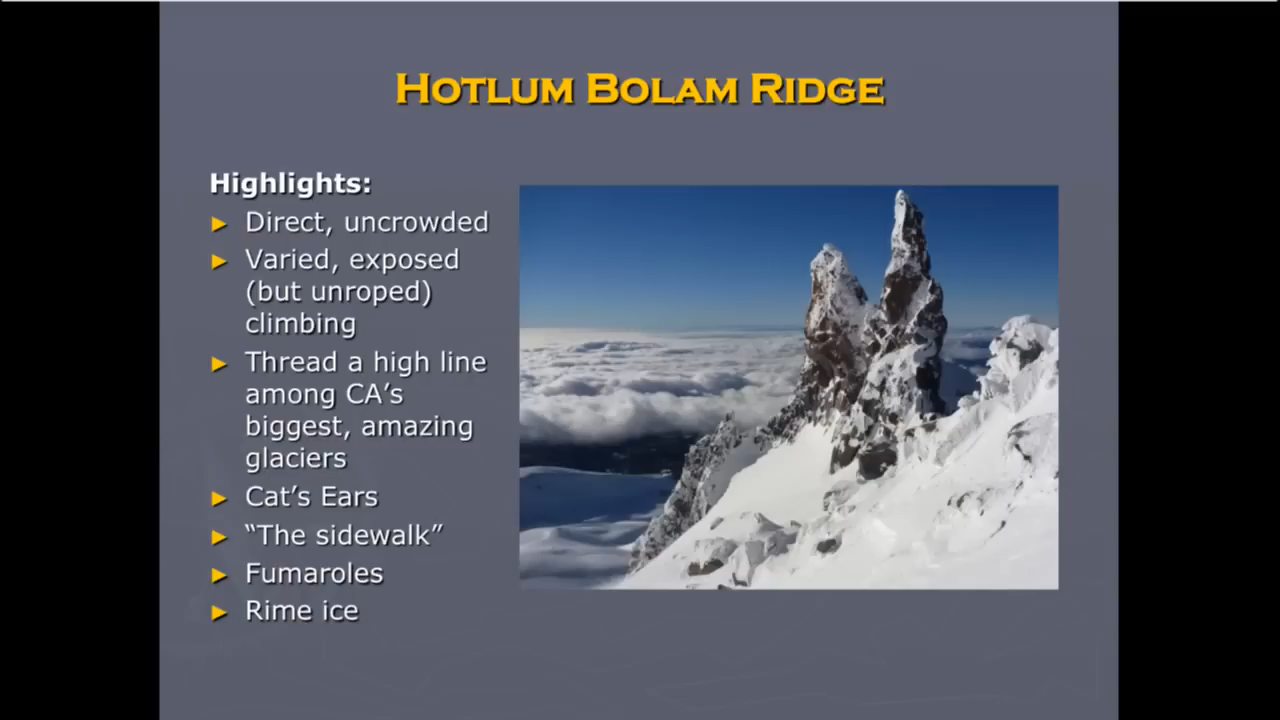 HOTLUM BOLAM RIDGE
Highlights:
► Direct, uncrowded
► Varied, exposed
(but unroped)
climbing
► Thread a high line
among CA’s
biggest, amazing
glaciers
► Cat’s Ears
► “The sidewalk”
► Fumaroles
► Rime ice